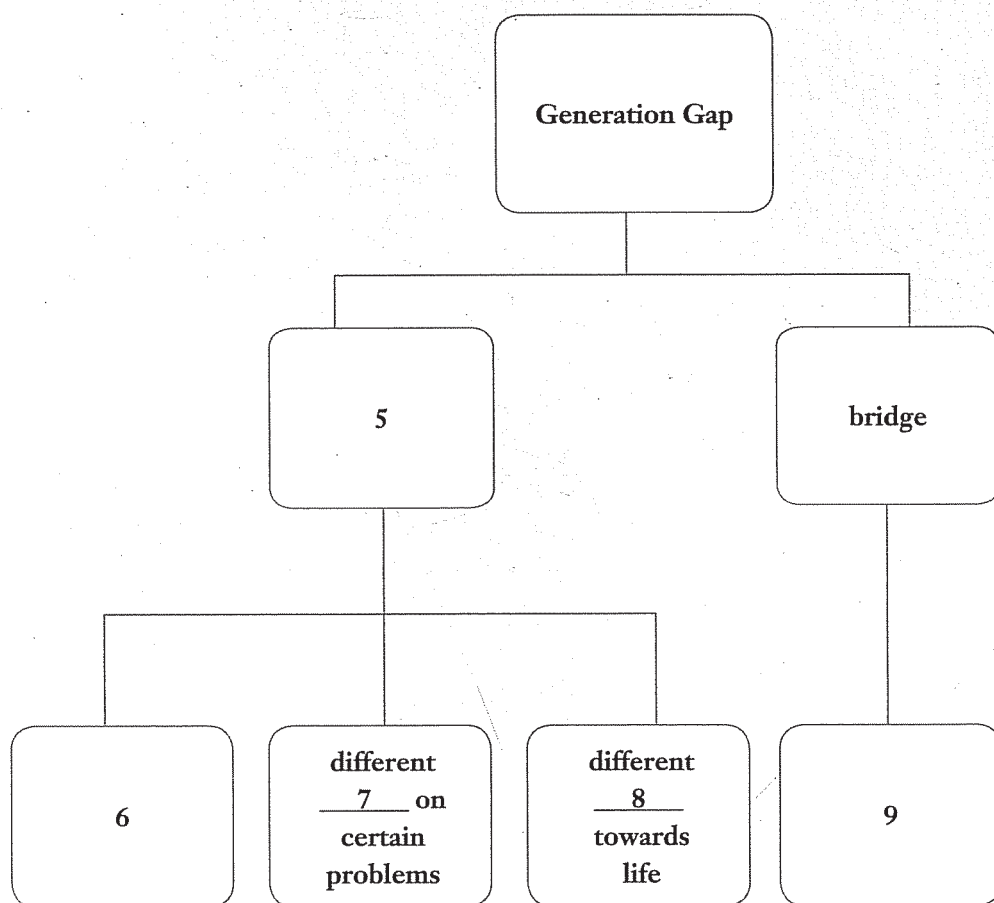 Generation Gap
5
bridge
6
different
7 on
certain
problems
different
8
towards
life
9